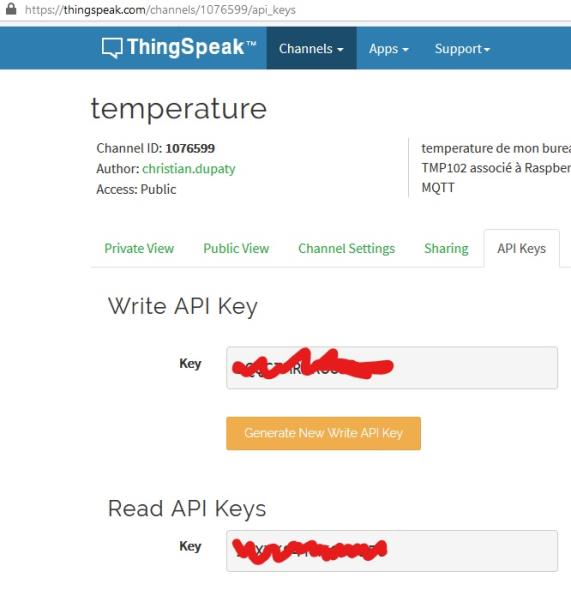 https://thingspeak.com/channels/1076599/api_keys
ThingSpeak™ Channels Apps Support
temperature
Channel ID: 1076599
Author: christian.dupaty
Access: Public
temperature de mon burea
TMP102 associé à Raspber
MQTT
Private View Public View Channel Settings Sharing API Keys
Write API Key
Key
Generate New Write API Key
Read API Keys
Key